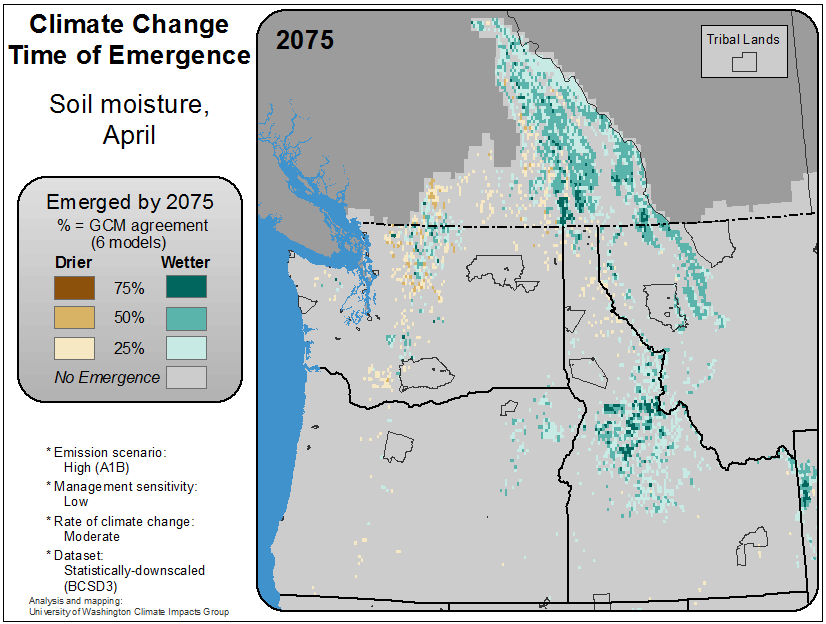 Climate Change
Time of Emergence
Soil moisture,
April
Emerged by 2075
% = GCM agreement
(6 models)
Drier Wetter
75%
50%
25%
No Emergence
* Emission scenario:
High (A1B)
* Management sensitivity:
Low
* Rate of climate change:
Moderate
* Dataset:
Statistically-downscaled
(BCSD3)
Analysis and mapping:
University of Washington Climate Impacts Group
2075
Tribal Lands